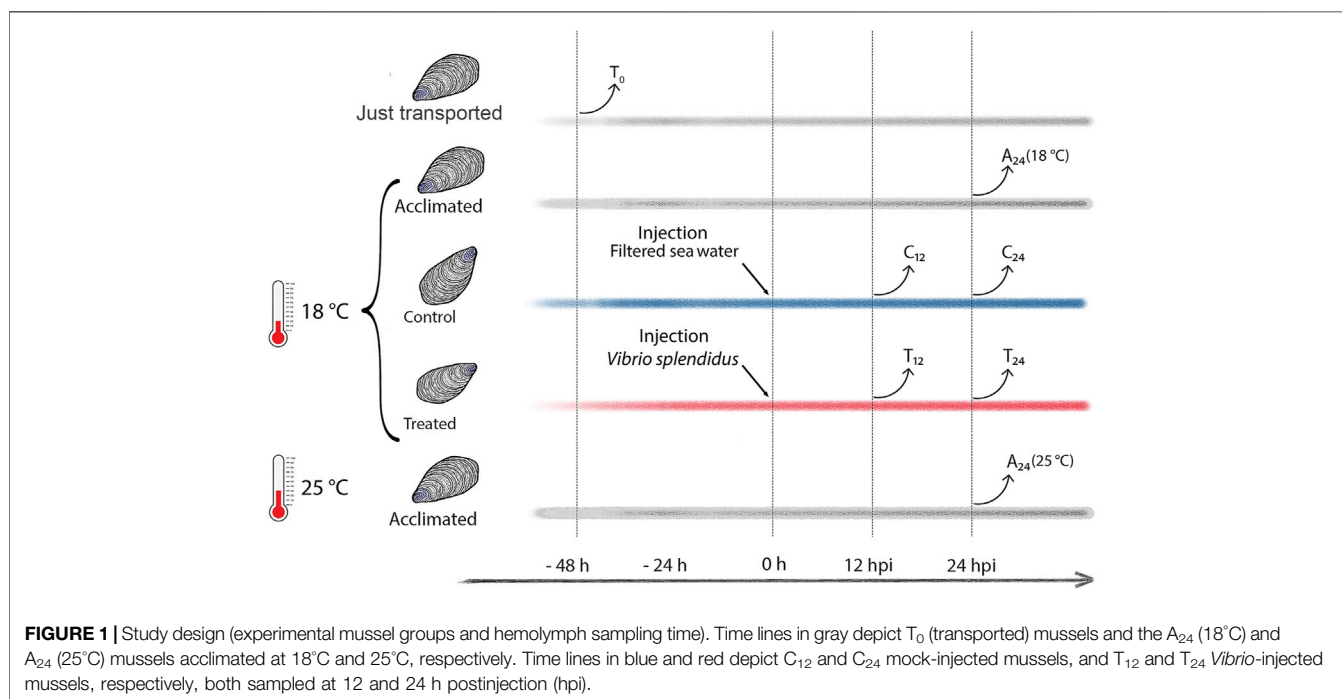 T0
Just transported
A24 (18 °C)
Acclimated
Injection
Filtered sea water
C12
C24
18 °C
Control
Injection
Vibrio splendidus
T12
T24
Treated
A24 (25 °C)
25 °C
Acclimated
- 48 h
- 24 h
0 h
12 hpi
24 hpi
FIGURE 1 | Study design (experimental mussel groups and hemolymph sampling time). Time lines in gray depict T0 (transported) mussels and the A24 (18°C) and
A24 (25°C) mussels acclimated at 18°C and 25°C, respectively. Time lines in blue and red depict C12 and C24 mock-injected mussels, and T12 and T24 Vibrio-injected
mussels, respectively, both sampled at 12 and 24 h postinjection (hpi).